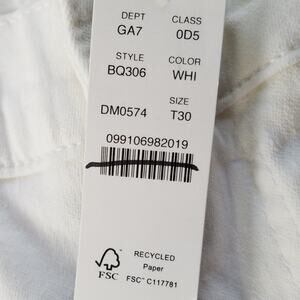 DEPT CLASS
GA7 0D5
STYLE COLOR
BQ306 WHI
SIZE
DM0574 T30
099106982019
RECYCLED
Paper
FSC
FSC™ C117781